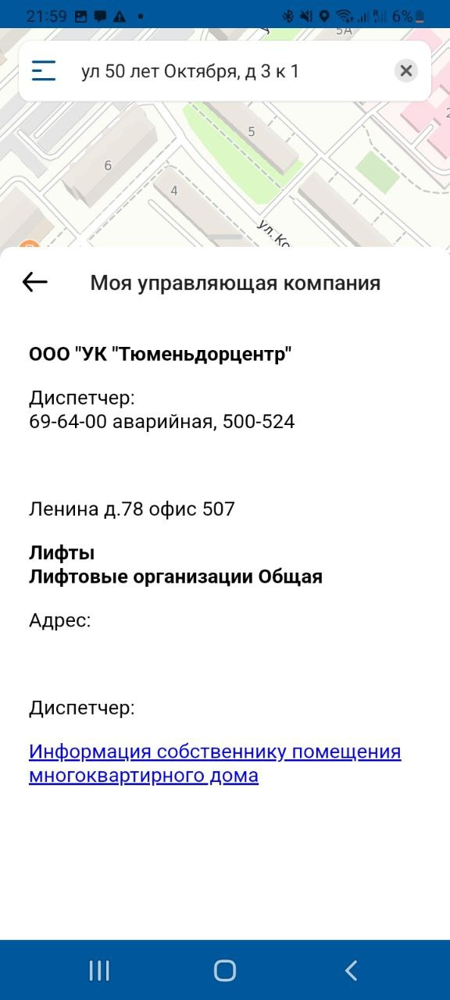 21:59
6%
5А
ул 50 лет Октября, д 3 к 1
5
2
6
4
ул. Ко
Моя управляющая компания
ООО "УК "Тюменьдорцентр"
Диспетчер:
69-64-00 аварийная, 500-524
Ленина д.78 офис 507
Лифты
Лифтовые организации Общая
Адрес:
Диспетчер:
Информация собственнику помещения
многоквартирного дома